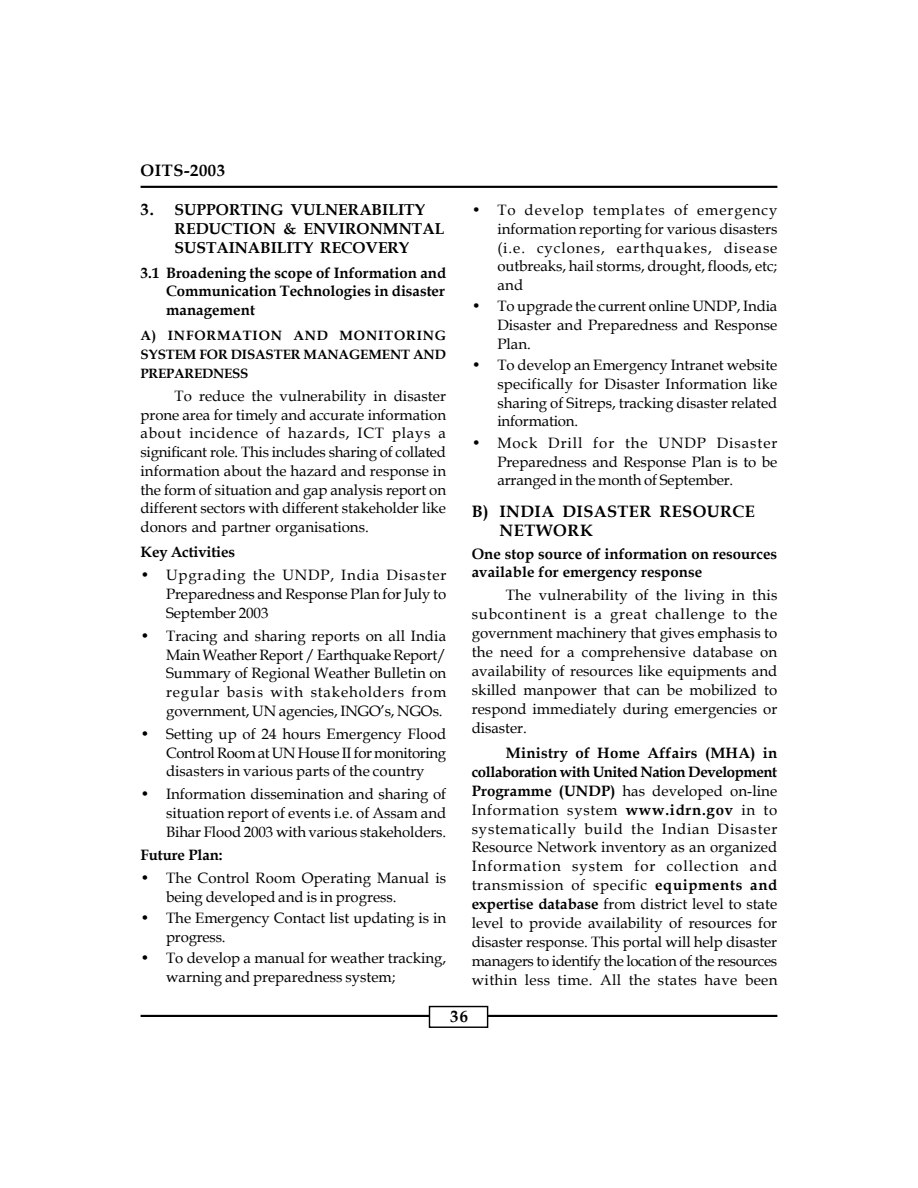 OITS-2003
3. SUPPORTING VULNERABILITY
REDUCTION & ENVIRONMNTAL
SUSTAINABILITY RECOVERY
3.1 Broadening the scope of Information and
Communication Technologies in disaster
management
A) INFORMATION AND MONITORING
SYSTEM FOR DISASTER MANAGEMENT AND
PREPAREDNESS
To reduce the vulnerability in disaster
prone area for timely and accurate information
about incidence of hazards, ICT plays a
significant role. This includes sharing of collated
information about the hazard and response in
the form of situation and gap analysis report on
different sectors with different stakeholder like
donors and partner organisations.
Key Activities
• Upgrading the UNDP, India Disaster
Preparedness and Response Plan for July to
September 2003
• Tracing and sharing reports on all India
Main Weather Report / Earthquake Report/
Summary of Regional Weather Bulletin on
regular basis with stakeholders from
government, UN agencies, INGO's, NGOs.
• Setting up of 24 hours Emergency Flood
Control Room at UN House II for monitoring
disasters in various parts of the country
• Information dissemination and sharing of
situation report of events i.e. of Assam and
Bihar Flood 2003 with various stakeholders.
Future Plan:
• The Control Room Operating Manual is
being developed and is in progress.
• The Emergency Contact list updating is in
progress.
• To develop a manual for weather tracking,
warning and preparedness system;
• To develop templates of emergency
information reporting for various disasters
(i.e. cyclones, earthquakes, disease
outbreaks, hail storms, drought, floods, etc;
and
• To upgrade the current online UNDP, India
Disaster and Preparedness and Response
Plan.
• To develop an Emergency Intranet website
specifically for Disaster Information like
sharing of Sitreps, tracking disaster related
information.
• Mock Drill for the UNDP Disaster
Preparedness and Response Plan is to be
arranged in the month of September.
B) INDIA DISASTER RESOURCE
NETWORK
One stop source of information on resources
available for emergency response
The vulnerability of the living in this
subcontinent is a great challenge to the
government machinery that gives emphasis to
the need for a comprehensive database on
availability of resources like equipments and
skilled manpower that can be mobilized to
respond immediately during emergencies or
disaster.
Ministry of Home Affairs (MHA) in
collaboration with United Nation Development
Programme (UNDP) has developed on-line
Information system www.idrn.gov in to
systematically build the Indian Disaster
Resource Network inventory as an organized
Information system for collection and
transmission of specific equipments and
expertise database from district level to state
level to provide availability of resources for
disaster response. This portal will help disaster
managers to identify the location of the resources
within less time. All the states have been
36